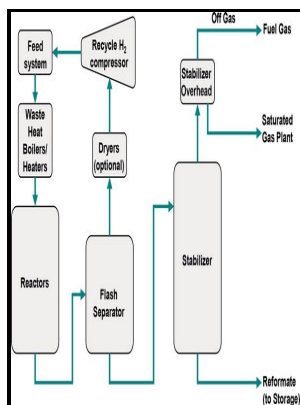 Off Gas
Fuel Gas
Feed
system
Recycle H₂
compressor
Stabilizer
Overhead
Waste
Heat
Boilers/
Heaters
Dryers
(optional)
Saturated
Gas Plant
Reactors
Flash
Separator
Stabilizer
Reformate
(to Storage)